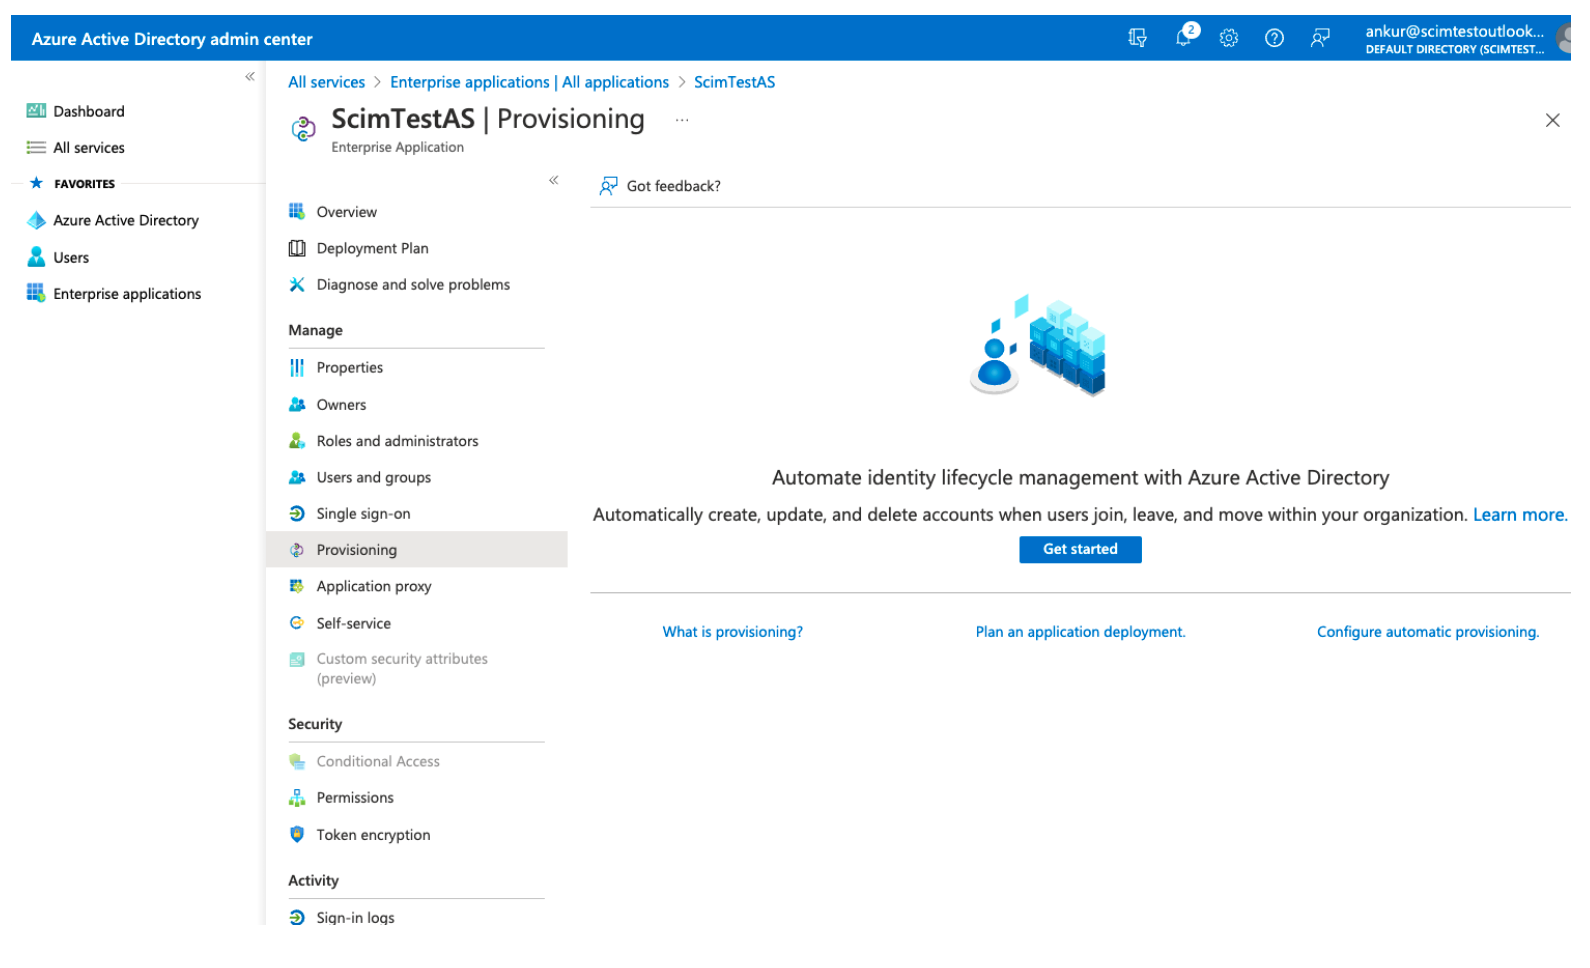 Azure Active Directory admin center
2
ankur@scimtestoutlook...
DEFAULT DIRECTORY (SCIMTEST...
Dashboard
All services
FAVORITES
Azure Active Directory
Users
Enterprise applications
All services > Enterprise applications | All applications > ScimTestAS
ScimTestAS | Provisioning ...
Enterprise Application
Overview
Deployment Plan
Diagnose and solve problems
Manage
Properties
Owners
Roles and administrators
Users and groups
Single sign-on
Provisioning
Application proxy
Self-service
Custom security attributes
(preview)
Security
Conditional Access
Permissions
Token encryption
Activity
Sign-in logs
Got feedback?
Automate identity lifecycle management with Azure Active Directory
Automatically create, update, and delete accounts when users join, leave, and move within your organization. Learn more.
Get started
What is provisioning?
Plan an application deployment.
Configure automatic provisioning.